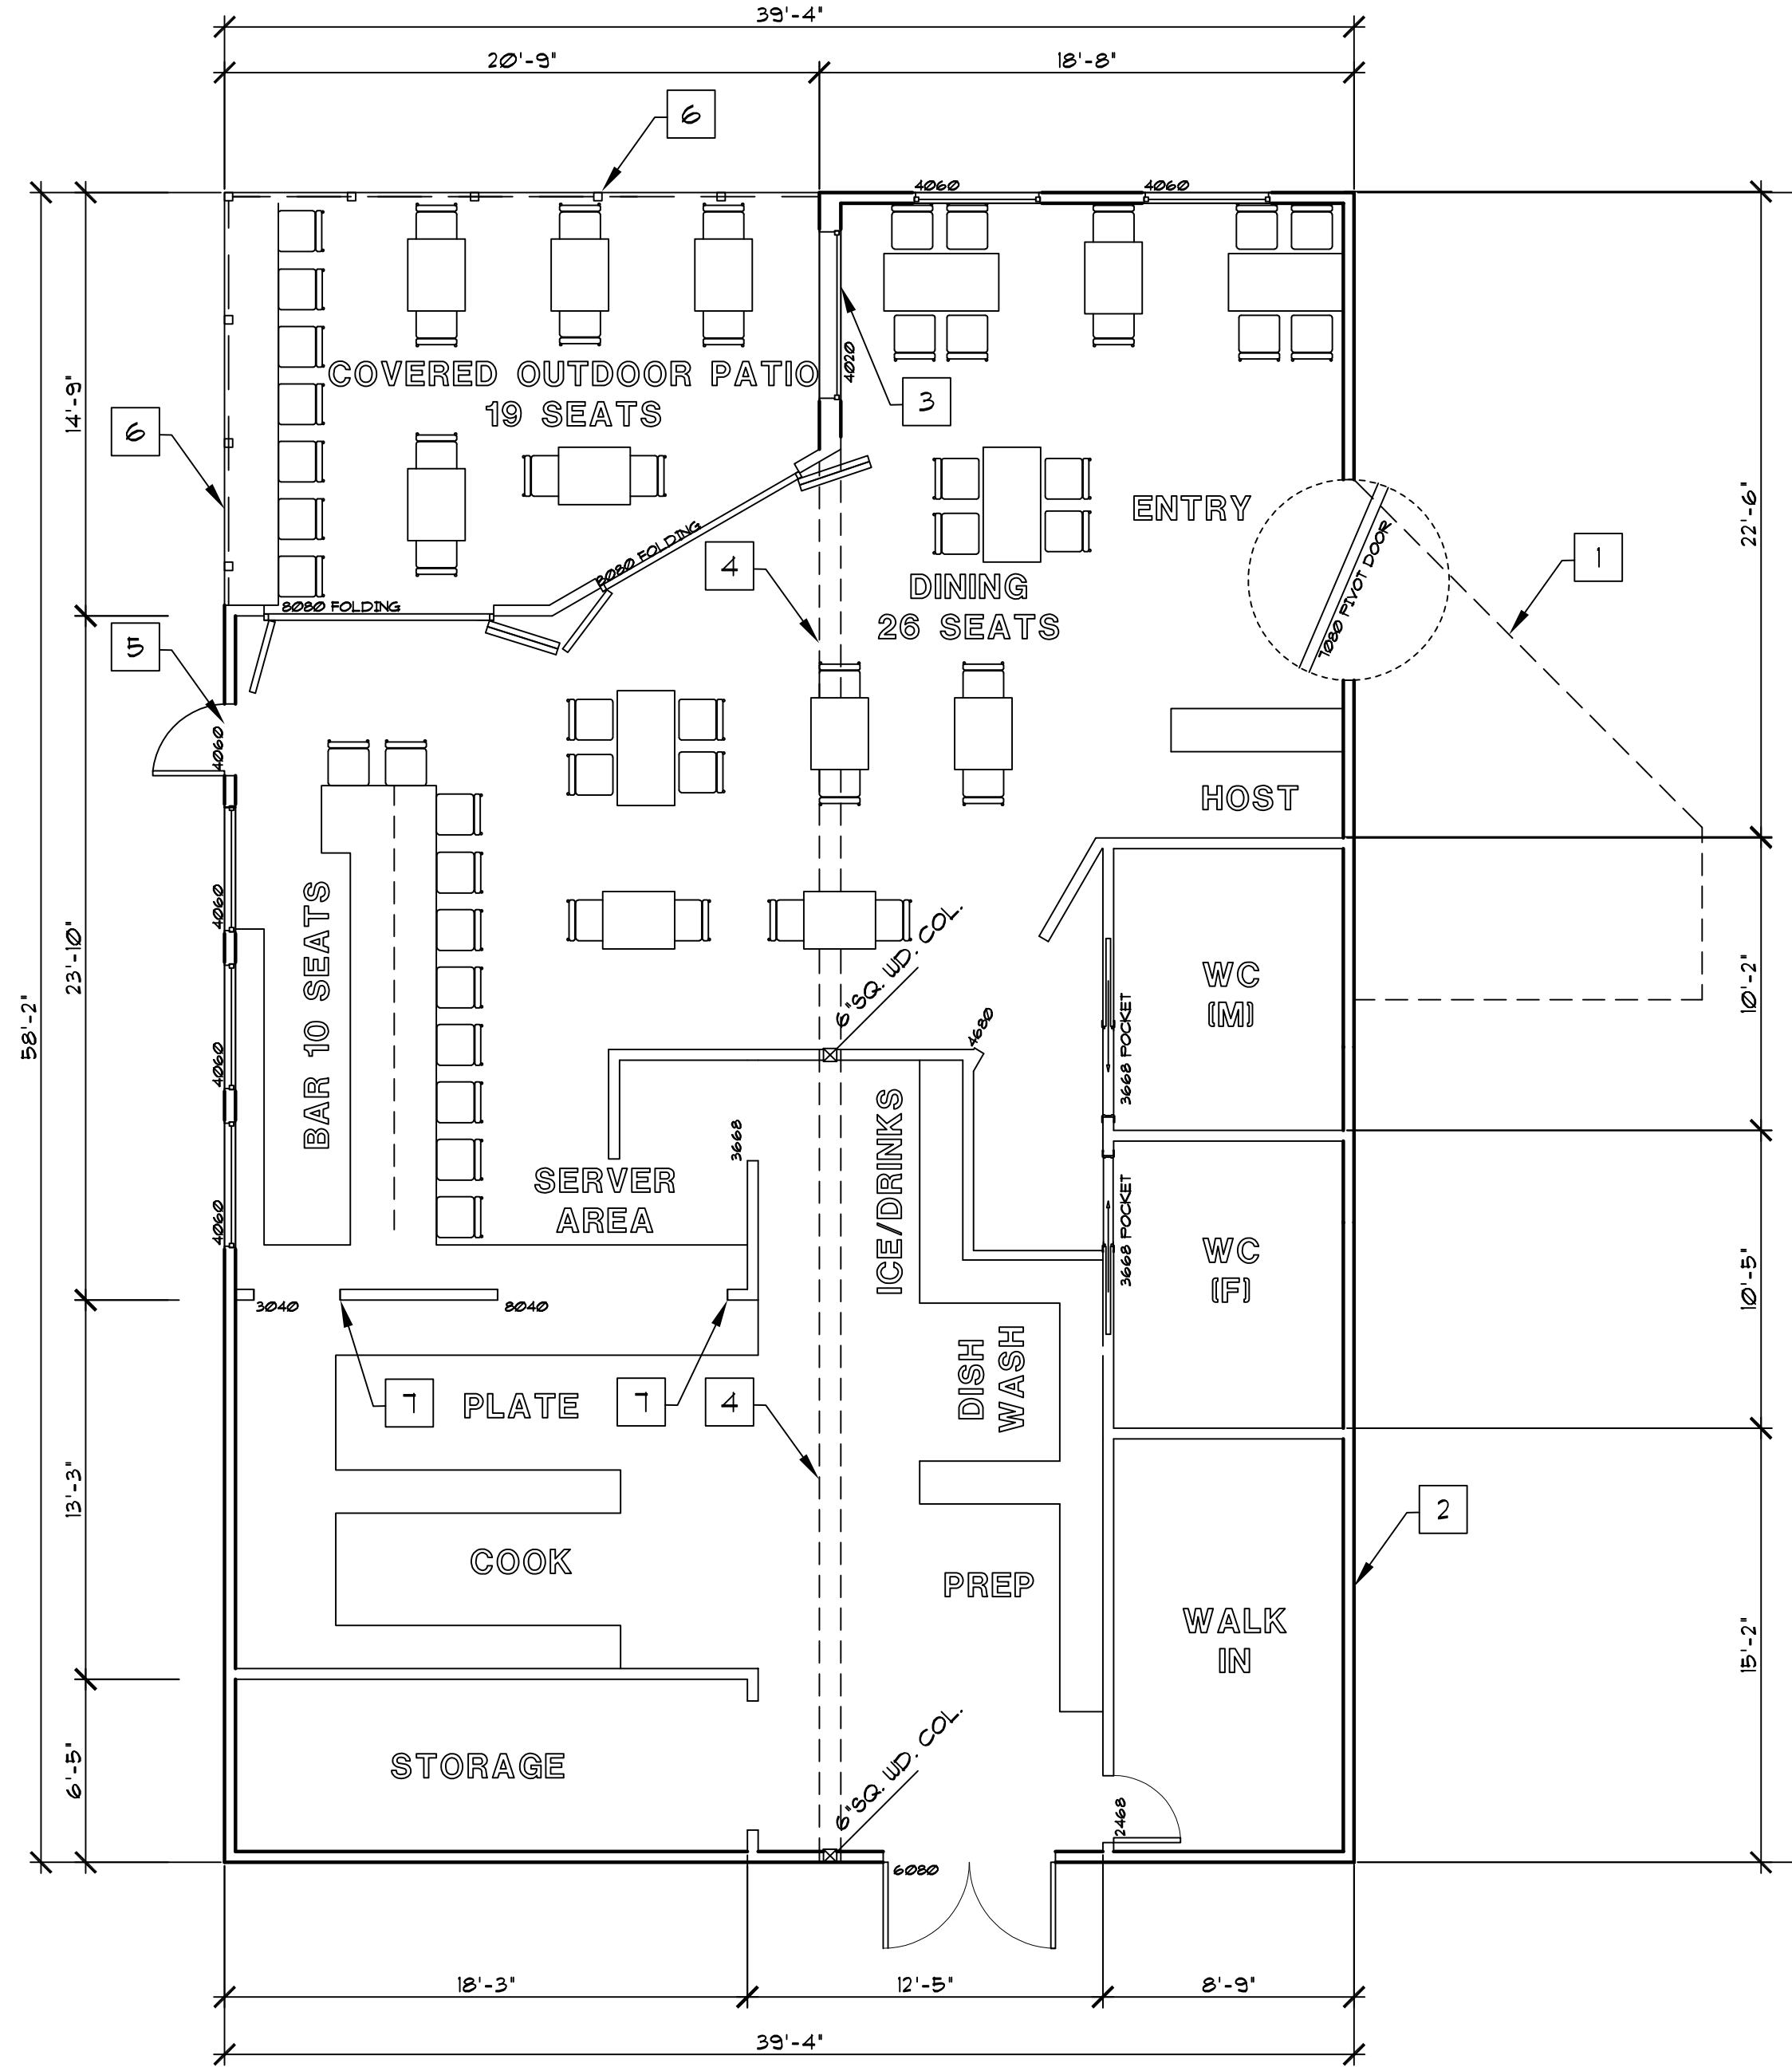 39'-4"
20'-9"
18'-8"
6
4060
4060
COVERED OUTDOOR PATIO
19 SEATS
4020
3
6
14'-9"
ENTRY
7080 PIVOT DOOR
1
22'-6"
8080 FOLDING
8080 FOLDING
4
DINING
26 SEATS
5
4060
HOST
BAR 10 SEATS
4060
4060
4060
23'-10"
58'-2"
6"SQ. WD. COL.
4680
WC
(M)
3668 POCKET
10'-2"
3668
SERVER
AREA
ICE/DRINKS
WC
(F)
3668 POCKET
10'-5"
3040
8040
7
PLATE
7
4
DISH
WASH
13'-3"
COOK
PREP
2
WALK
IN
15'-2"
6'-5"
STORAGE
6"SQ. WD. COL.
2468
6080
18'-3"
12'-5"
8'-9"
39'-4"